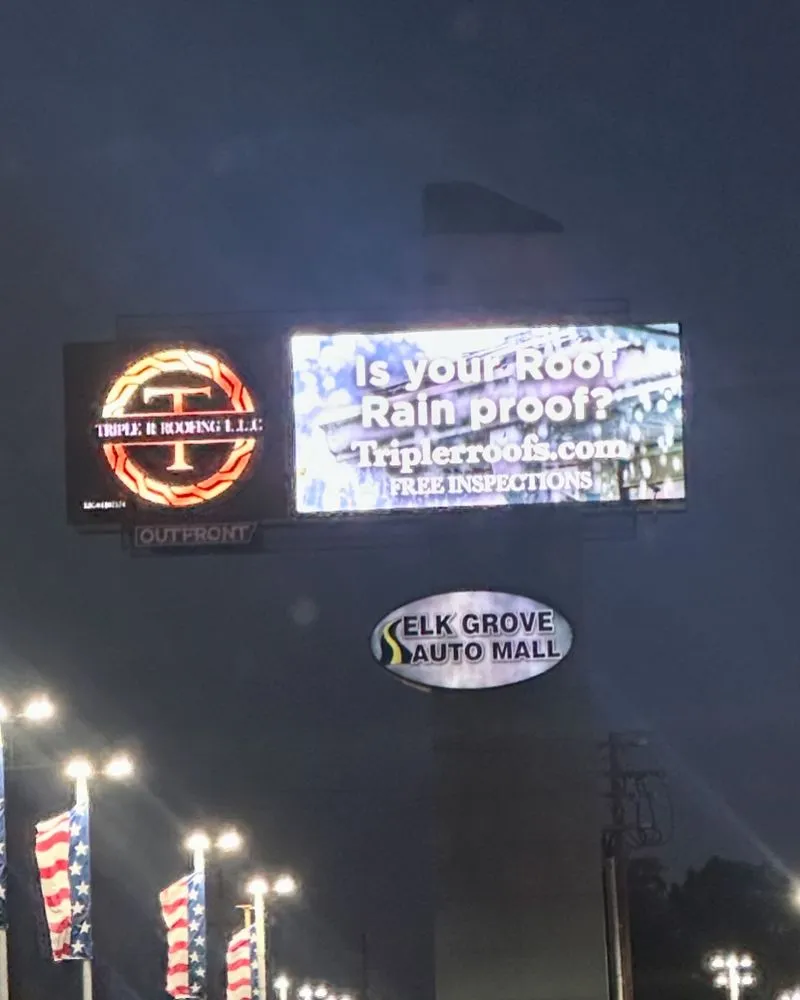 T
TRIPLE R ROOFING L.L.C
Is your Roof
Rain proof?
Triplerroofs.com
FREE INSPECTIONS
OUTFRONT
ELK GROVE
AUTO MALL